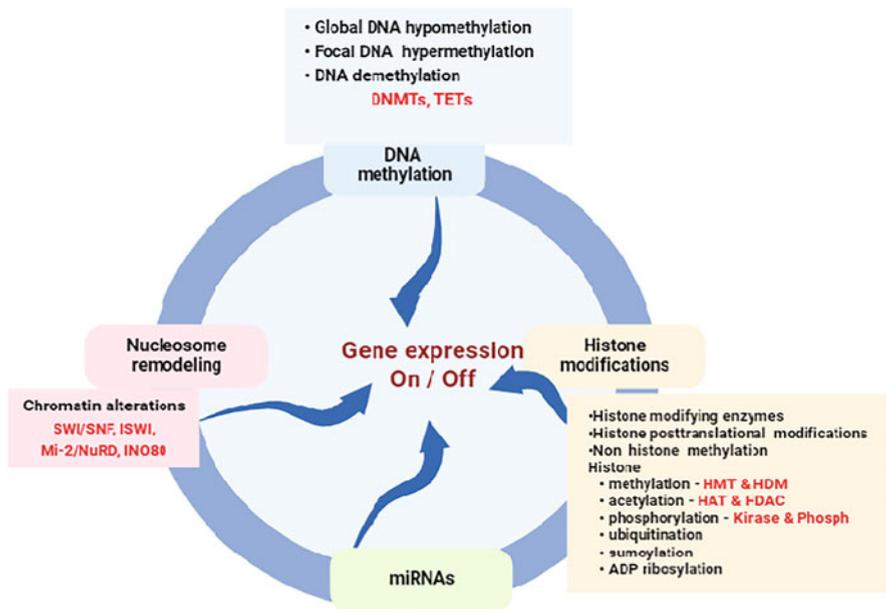 • Global DNA hypomethylation
• Focal DNA hypermethylation
- DNA demethylation
DNMTs, TETs
DNA
methylation
Nucleosome
remodeling
Chromatin alterations
SWI/SNF, ISWI,
Mi-2/NuRD, INO80
Gene expression
On / Off
Histone
modifications
•Histone modifying enzymes
•Histone posttranslational modifications
•Non histone methylation
Histone
• methylation - HMT & HDM
• acetylation - HAT & HDAC
• phosphorylation - Kirase & Phosph
• ubiquitination
- sumoylation
• ADP ribosylation
miRNAs